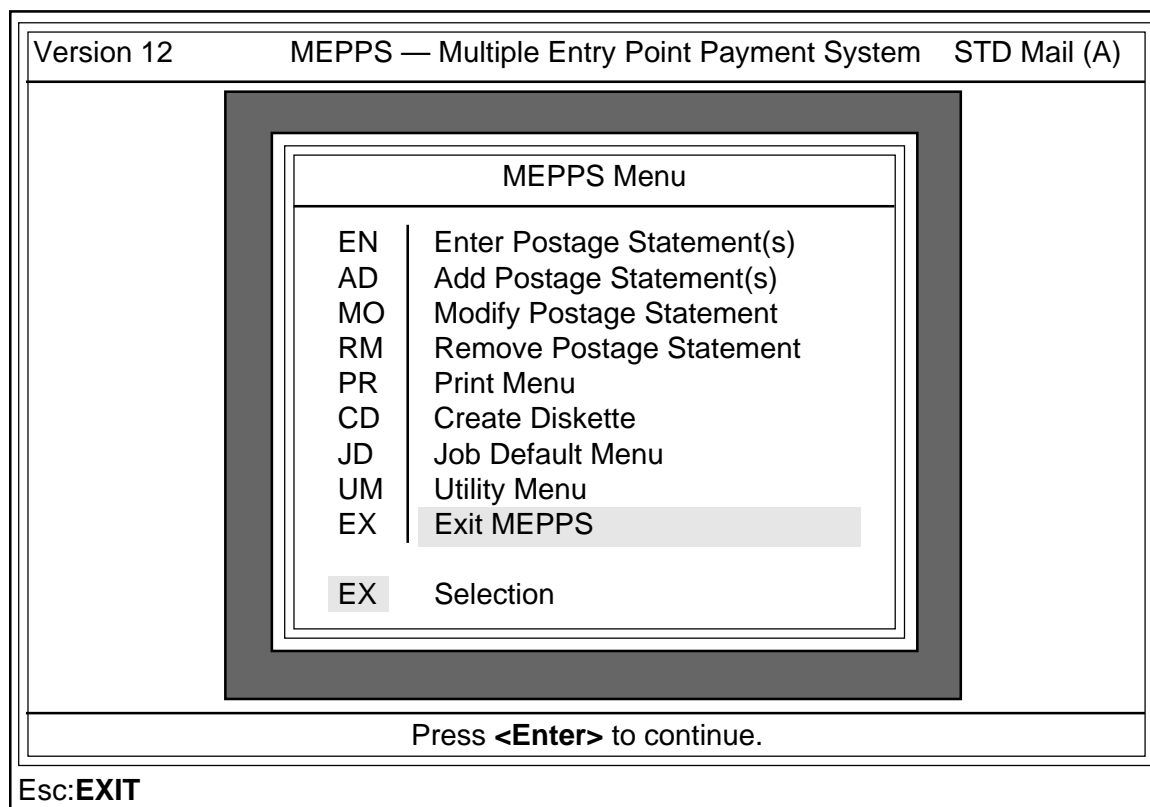 Version 12 MEPPS — Multiple Entry Point Payment System STD Mail (A)
MEPPS Menu
EN Enter Postage Statement(s)
AD Add Postage Statement(s)
MO Modify Postage Statement
RM Remove Postage Statement
PR Print Menu
CD Create Diskette
JD Job Default Menu
UM Utility Menu
EX Exit MEPPS
EX Selection
Press <Enter> to continue.
Esc:EXIT